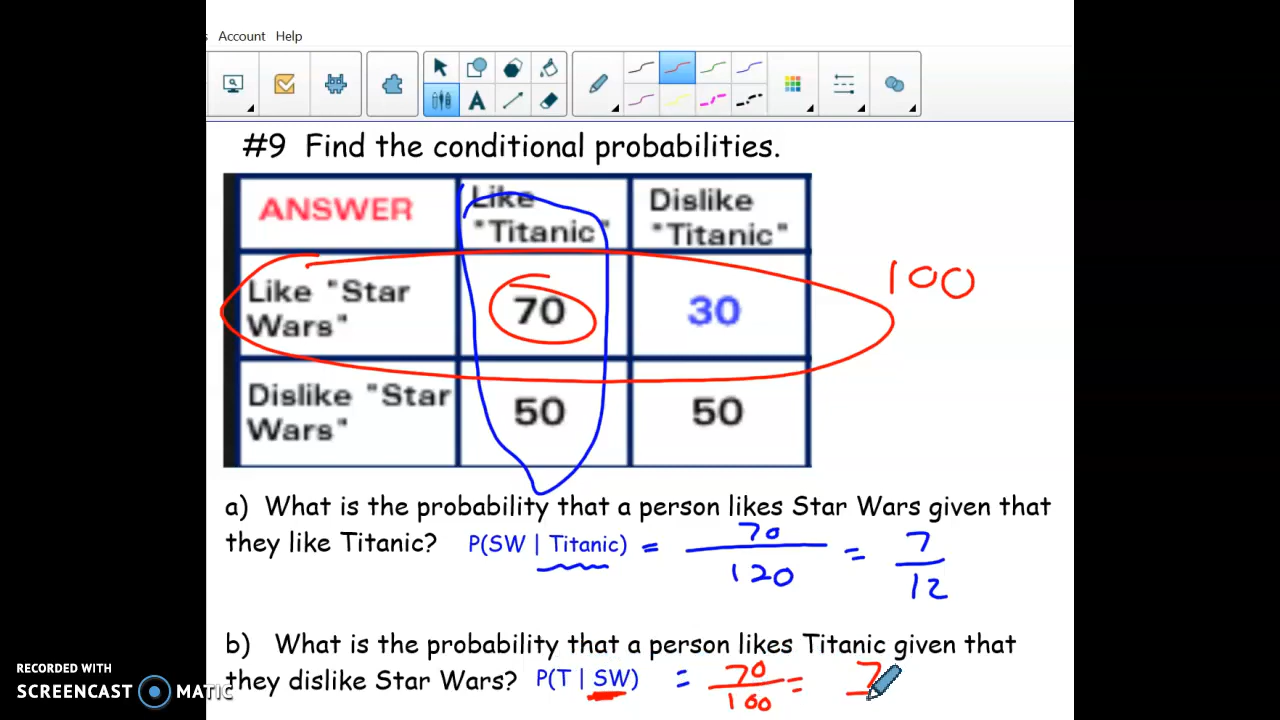 Account Help
#9 Find the conditional probabilities.
ANSWER
Like "Titanic"
Dislike "Titanic"
Like "Star Wars"
70
30
100
Dislike "Star Wars"
50
50
a) What is the probability that a person likes Star Wars given that
they like Titanic? P(SW | Titanic) = 70/120 = 7/12
b) What is the probability that a person likes Titanic given that
they dislike Star Wars? P(T | SW) = 70/100 = 7
RECORDED WITH
SCREENCAST MATIC